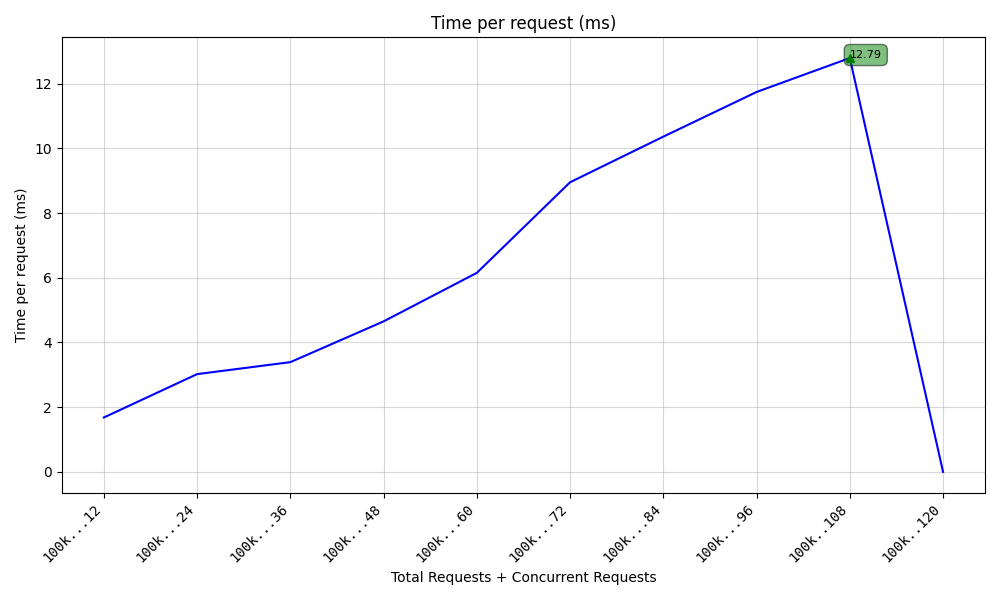 Time per request (ms)
12.79
Time per request (ms)
12
10
8
6
4
2
0
100k...12
100k...24
100k...36
100k...48
100k...60
100k...72
100k...84
100k...96
100k..108
100k..120
Total Requests + Concurrent Requests